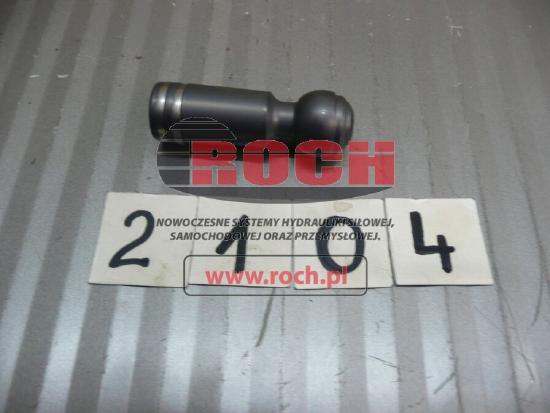 ROCH
NOWOCZESNE SYSTEMY HYDRAULIKI SIŁOWEJ,
SAMOCHODOWEJ ORAZ PRZEMYSŁOWEJ.
2 1 0 4
www.roch.pl